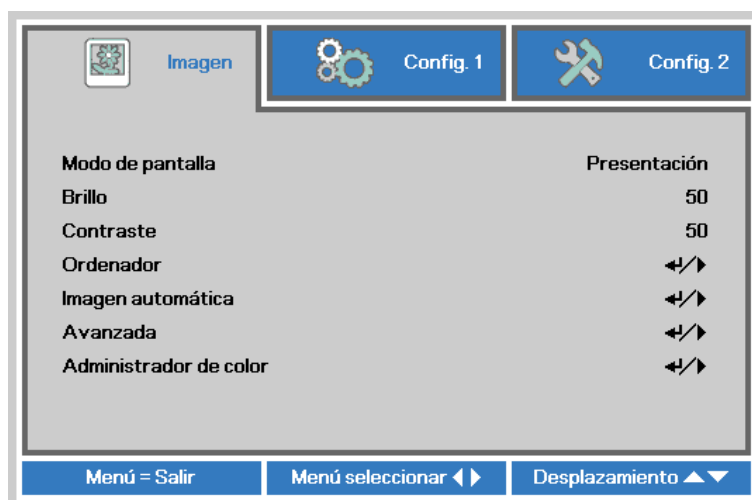 Imagen
Config. 1
Config. 2
Modo de pantalla Presentación
Brillo 50
Contraste 50
Ordenador ↵/▶
Imagen automática ↵/▶
Avanzada ↵/▶
Administrador de color ↵/▶
Menú = Salir
Menú seleccionar ◀ ▶
Desplazamiento ▲▼